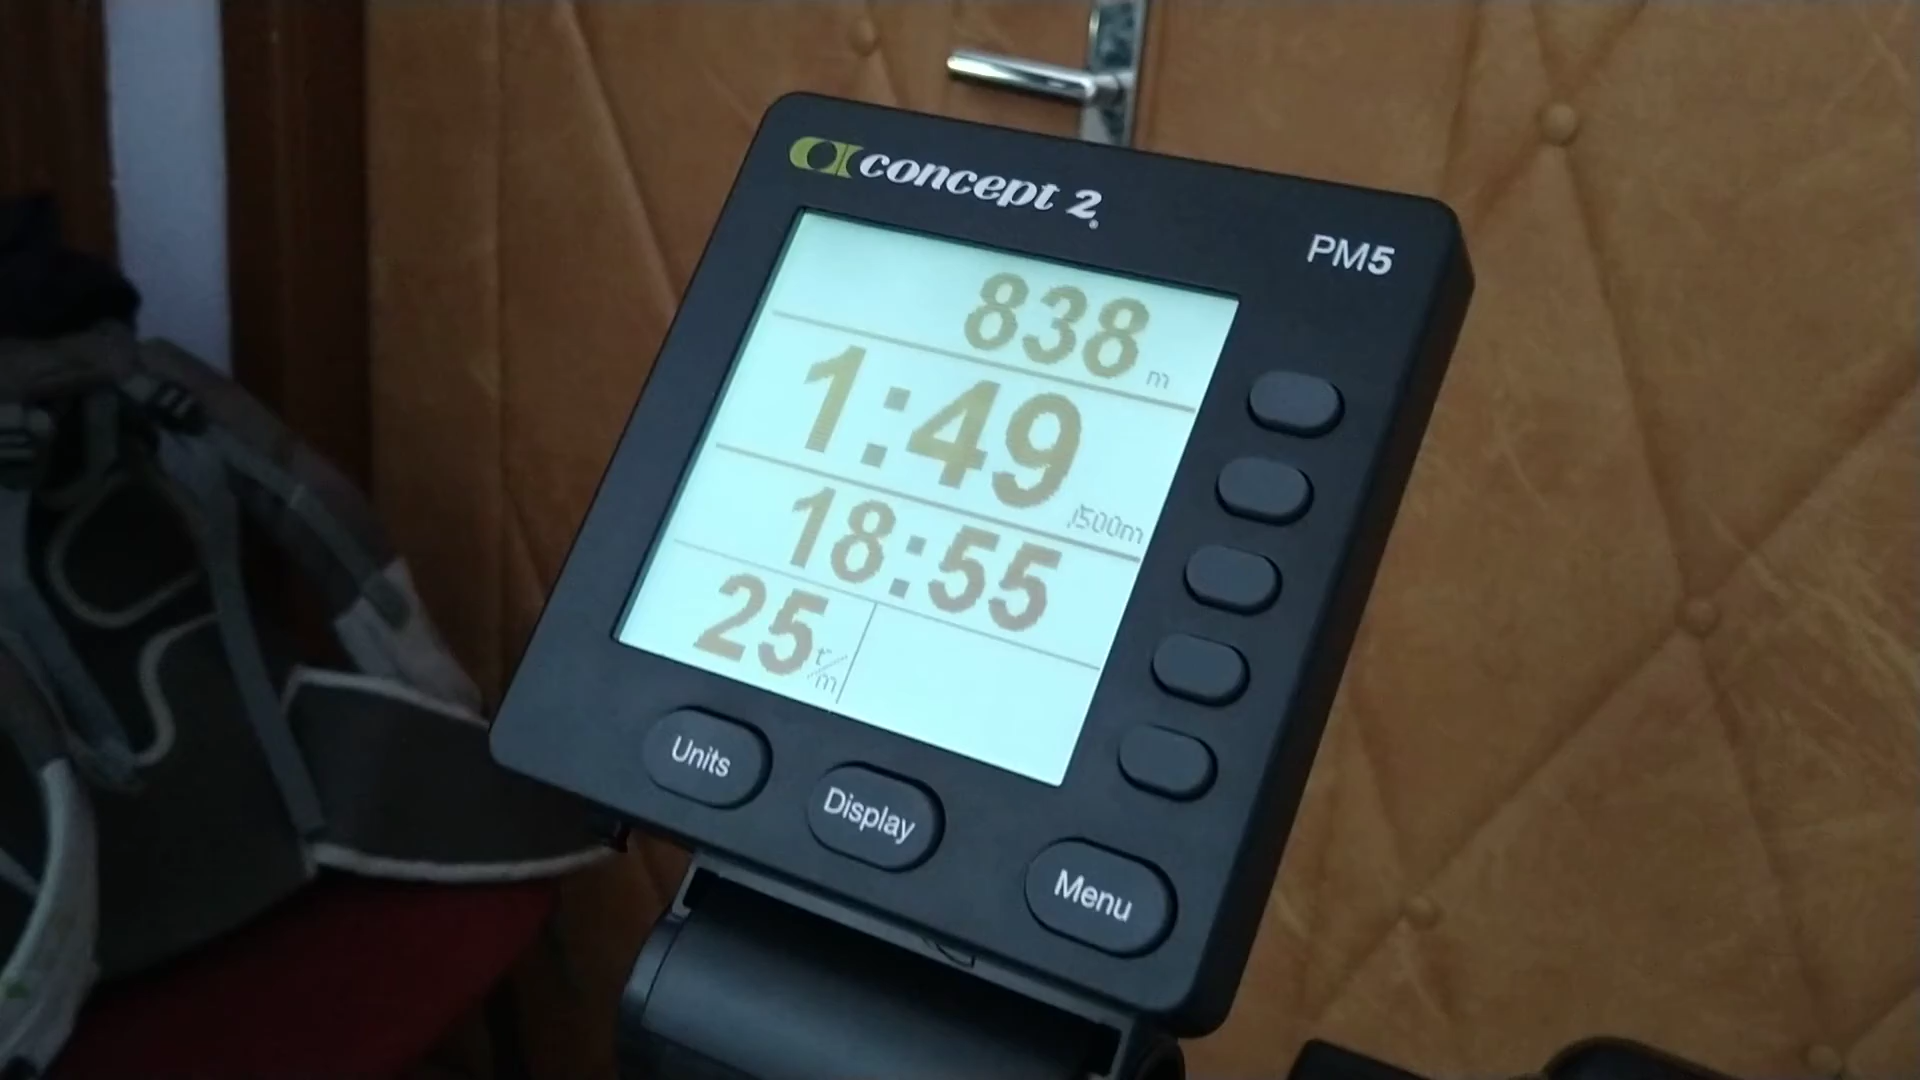 concept 2
PM5
838 m
1:49 /500m
18:55
25 r/m
Units
Display
Menu